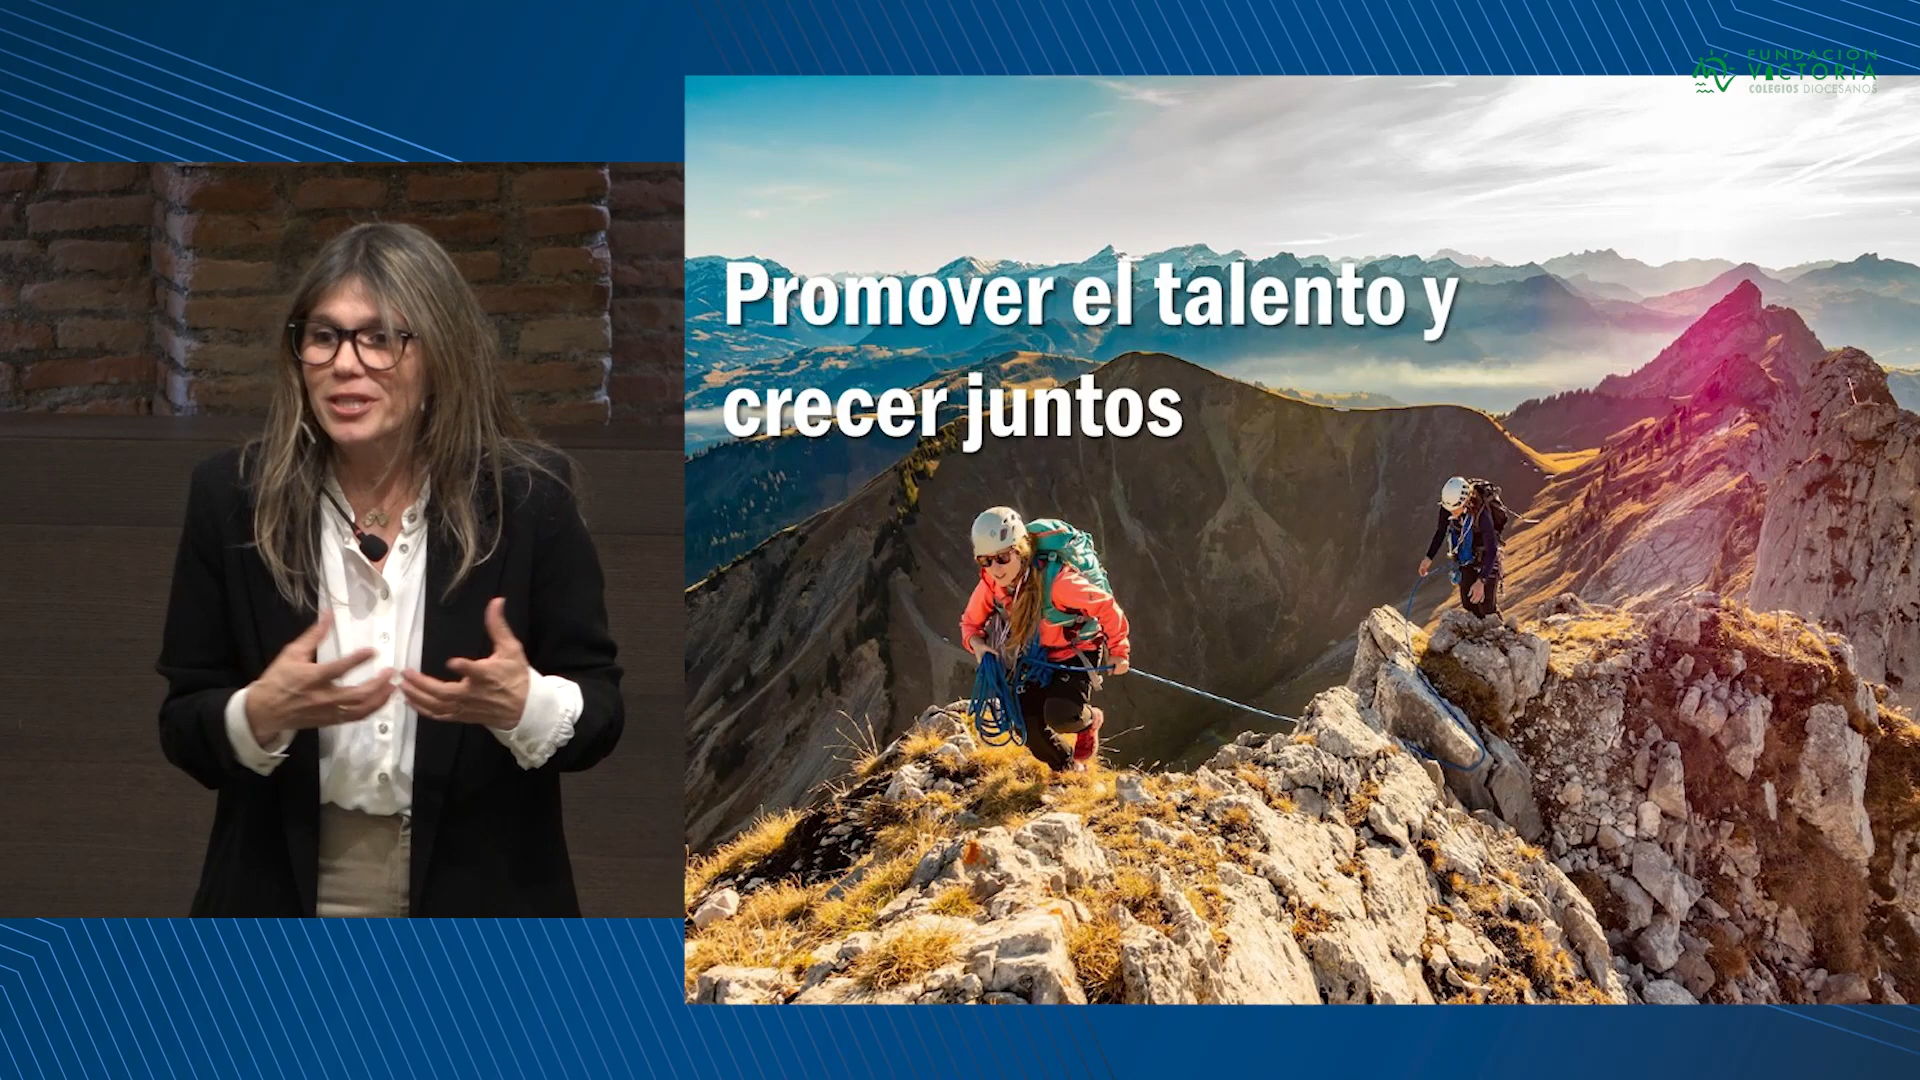 FUNDACIÓN
VICTORIA
COLEGIOS DIOCESANOS
Promover el talento y
crecer juntos